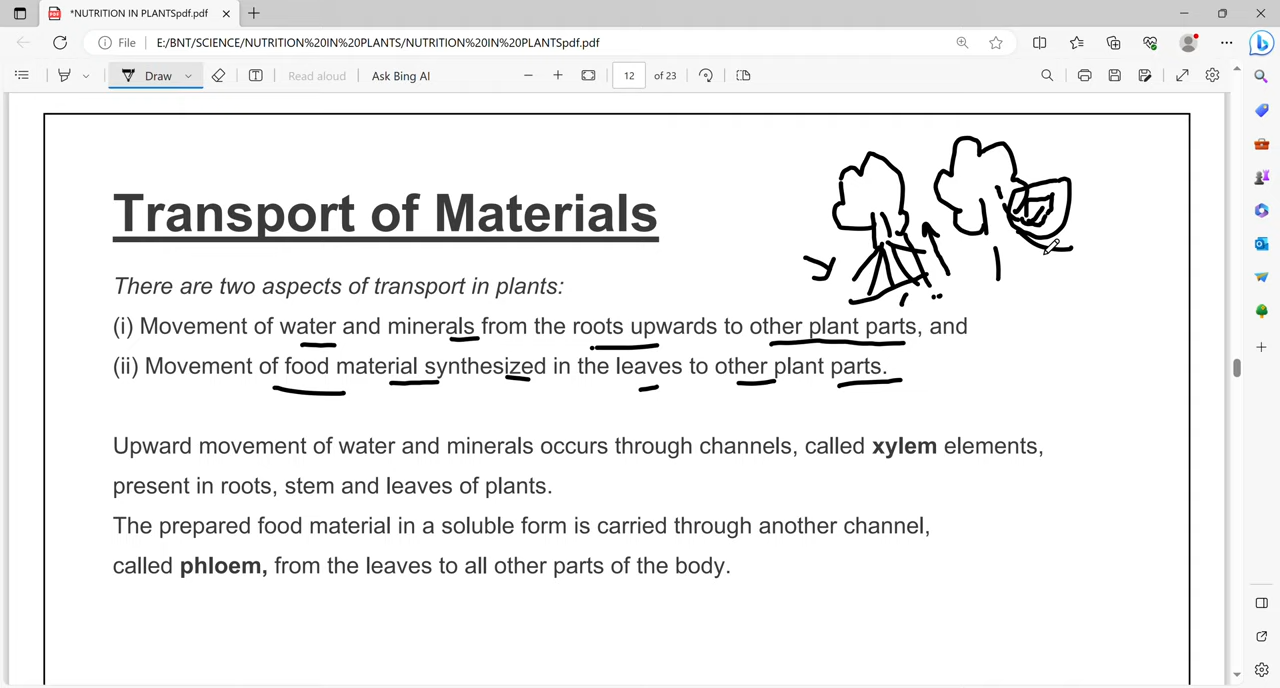 *NUTRITION IN PLANTSpdf.pdf
File E:/BNT/SCIENCE/NUTRITION%20IN%20PLANTS/NUTRITION%20IN%20PLANTSpdf.pdf
Draw Read aloud Ask Bing AI 12 of 23
Transport of Materials
There are two aspects of transport in plants:
(i) Movement of water and minerals from the roots upwards to other plant parts, and
(ii) Movement of food material synthesized in the leaves to other plant parts.
Upward movement of water and minerals occurs through channels, called xylem elements,
present in roots, stem and leaves of plants.
The prepared food material in a soluble form is carried through another channel,
called phloem, from the leaves to all other parts of the body.